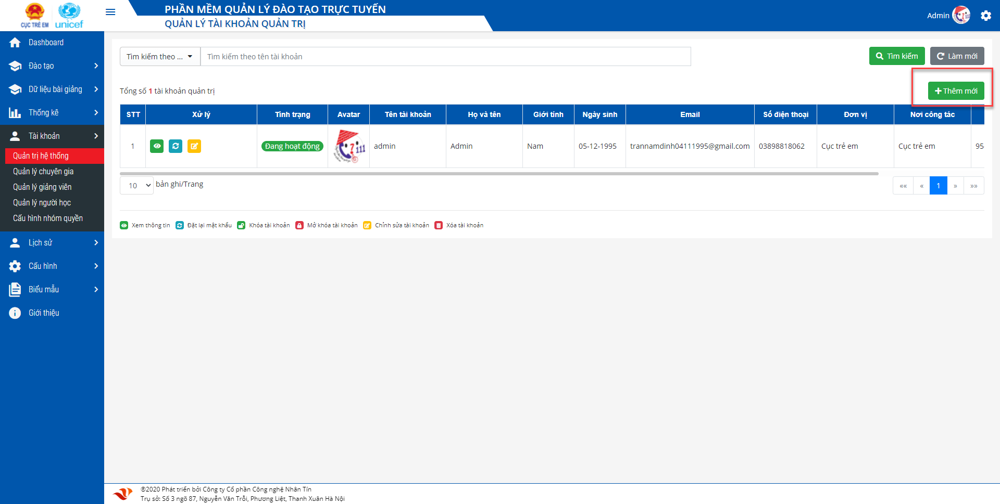 CỤC TRẺ EM unicef
PHẦN MỀM QUẢN LÝ ĐÀO TẠO TRỰC TUYẾN
QUẢN LÝ TÀI KHOẢN QUẢN TRỊ
Admin
Dashboard
Đào tạo
Dữ liệu bài giảng
Thống kê
Tài khoản
Quản trị hệ thống
Quản lý chuyên gia
Quản lý giảng viên
Quản lý người học
Cấu hình nhóm quyền
Lịch sử
Cấu hình
Biểu mẫu
Giới thiệu
Tìm kiếm theo ... Tìm kiếm theo tên tài khoản Tìm kiếm Làm mới
Tổng số 1 tài khoản quản trị Thêm mới
STT Xử lý Tình trạng Avatar Tên tài khoản Họ và tên Giới tính Ngày sinh Email Số điện thoại Đơn vị Nơi công tác
1 Đang hoạt động 111 admin Admin Nam 05-12-1995 trannamdinh04111995@gmail.com 03898818062 Cục trẻ em Cục trẻ em 95
10 bản ghi/Trang «« « 1 » »»
Xem thông tin Đặt lại mật khẩu Khóa tài khoản Mở khóa tài khoản Chỉnh sửa tài khoản Xóa tài khoản
©2020 Phát triển bởi Công ty Cổ phần Công nghệ Nhân Tín
Trụ sở: Số 3 ngõ 87, Nguyễn Văn Trỗi, Phương Liệt, Thanh Xuân Hà Nội